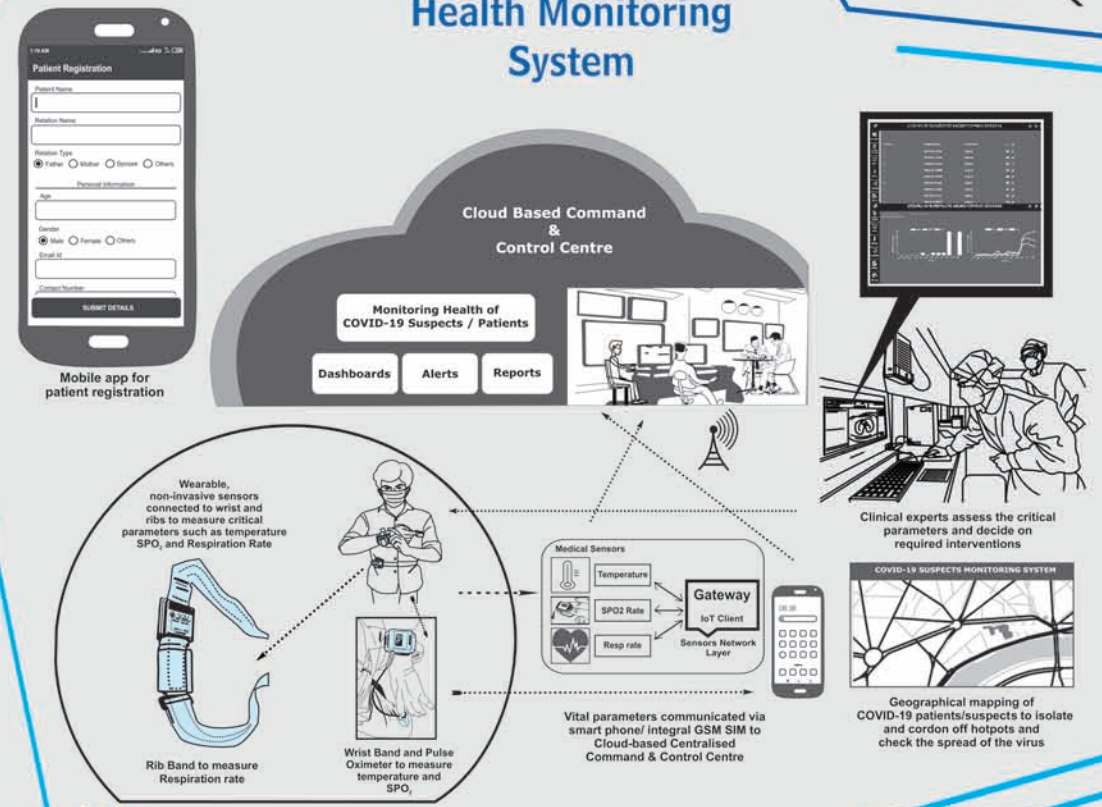 Health Monitoring
System
1:19 AM
Patient Registration
Patient Name
Relation Name
Relation Type
Father Mother Spouse Others
Personal Information
Age
Gender
Male Female Others
Email Id
Contact Number
SUBMIT DETAILS
Mobile app for
patient registration
Cloud Based Command
&
Control Centre
Monitoring Health of
COVID-19 Suspects / Patients
Dashboards
Alerts
Reports
Clinical experts assess the critical
parameters and decide on
required interventions
Wearable,
non-invasive sensors
connected to wrist and
ribs to measure critical
parameters such as temperature
SPO₂ and Respiration Rate
Rib Band to measure
Respiration rate
Wrist Band and Pulse
Oximeter to measure
temperature and
SPO₂
Medical Sensors
Temperature
SPO2 Rate
Resp rate
Gateway
IoT Client
Sensors Network
Layer
08:38
Vital parameters communicated via
smart phone/ integral GSM SIM to
Cloud-based Centralised
Command & Control Centre
COVID-19 SUSPECTS MONITORING SYSTEM
Geographical mapping of
COVID-19 patients/suspects to isolate
and cordon off hotpots and
check the spread of the virus